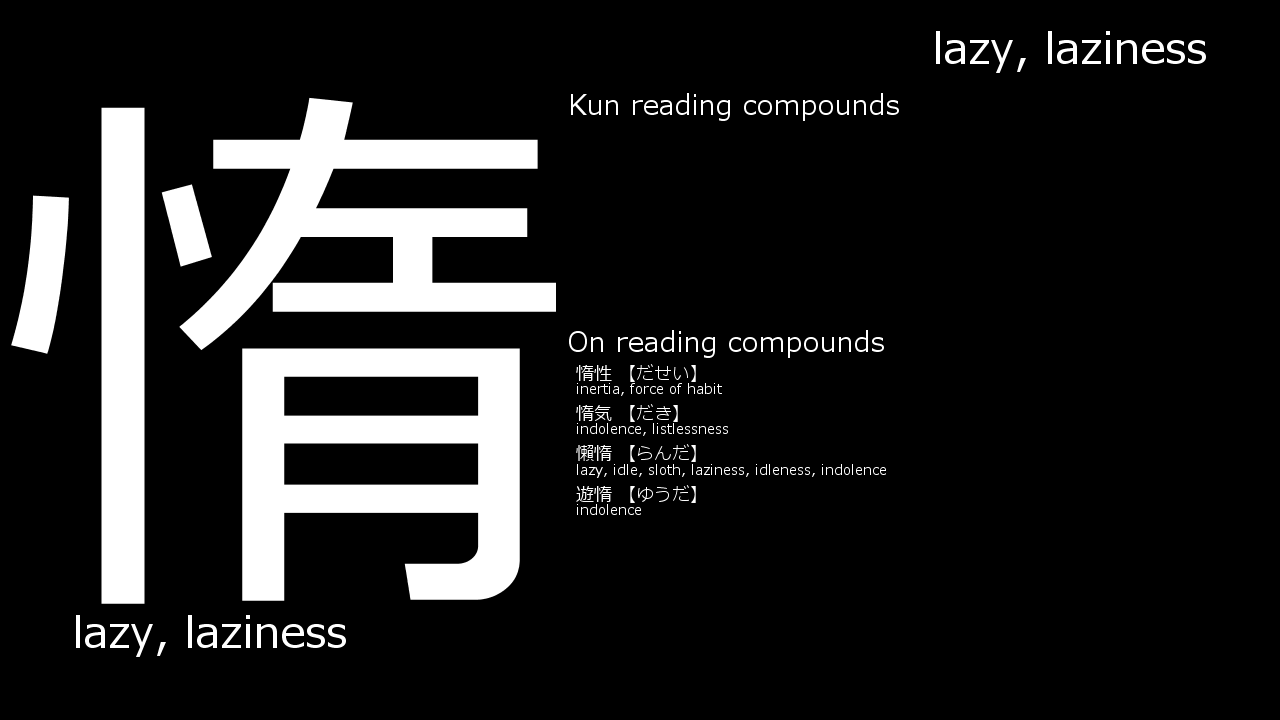 lazy, laziness
惰
lazy, laziness
Kun reading compounds
On reading compounds
惰性 【だせい】
inertia, force of habit
惰気 【だき】
indolence, listlessness
懶惰 【らんだ】
lazy, idle, sloth, laziness, idleness, indolence
遊惰 【ゆうだ】
indolence